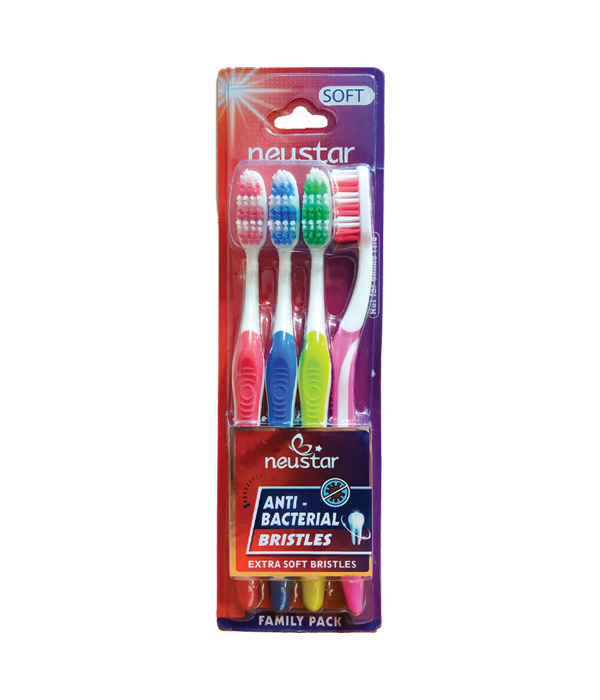 SOFT
neustar
neustar
ANTI -
BACTERIAL
BRISTLES
EXTRA SOFT BRISTLES
FAMILY PACK